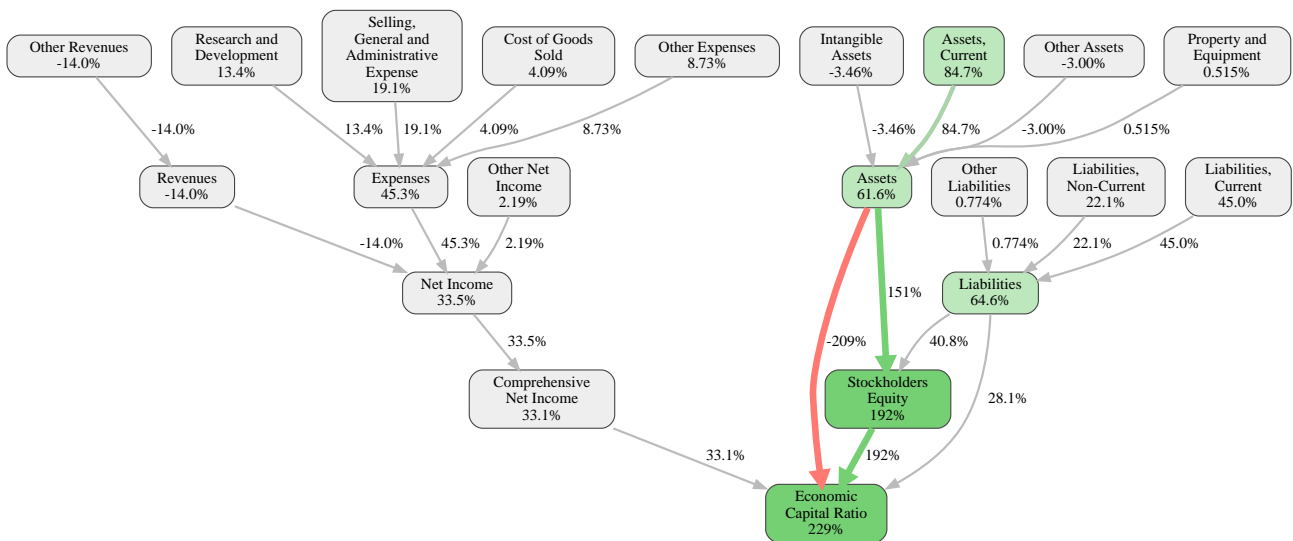 Other Revenues
-14.0%
Research and
Development
13.4%
Selling,
General and
Administrative
Expense
19.1%
Cost of Goods
Sold
4.09%
Other Expenses
8.73%
Intangible
Assets
-3.46%
Assets,
Current
84.7%
Other Assets
-3.00%
Property and
Equipment
0.515%
-14.0%
13.4%
19.1%
4.09%
8.73%
-3.46%
84.7%
-3.00%
0.515%
Revenues
-14.0%
Expenses
45.3%
Other Net
Income
2.19%
Assets
61.6%
Other
Liabilities
0.774%
Liabilities,
Non-Current
22.1%
Liabilities,
Current
45.0%
-14.0%
45.3%
2.19%
0.774%
22.1%
45.0%
Net Income
33.5%
151%
Liabilities
64.6%
33.5%
-209%
40.8%
Comprehensive
Net Income
33.1%
Stockholders
Equity
192%
28.1%
33.1%
192%
Economic
Capital Ratio
229%